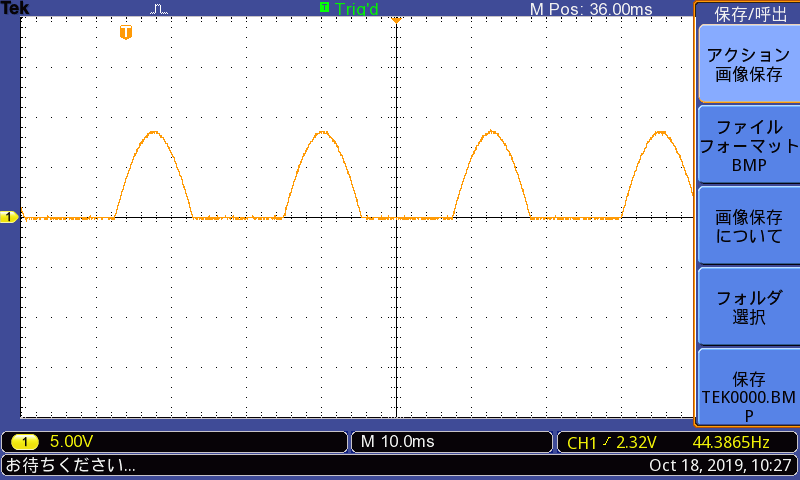 Tek
T Trig'd
M Pos: 36.00ms
保存/呼出
T
アクション
画像保存
ファイル
フォーマット
BMP
1
画像保存
について
フォルダ
選択
保存
TEK0000.BM
P
1 5.00V
M 10.0ms
CH1 2.32V 44.3865Hz
お待ちください...
Oct 18, 2019, 10:27